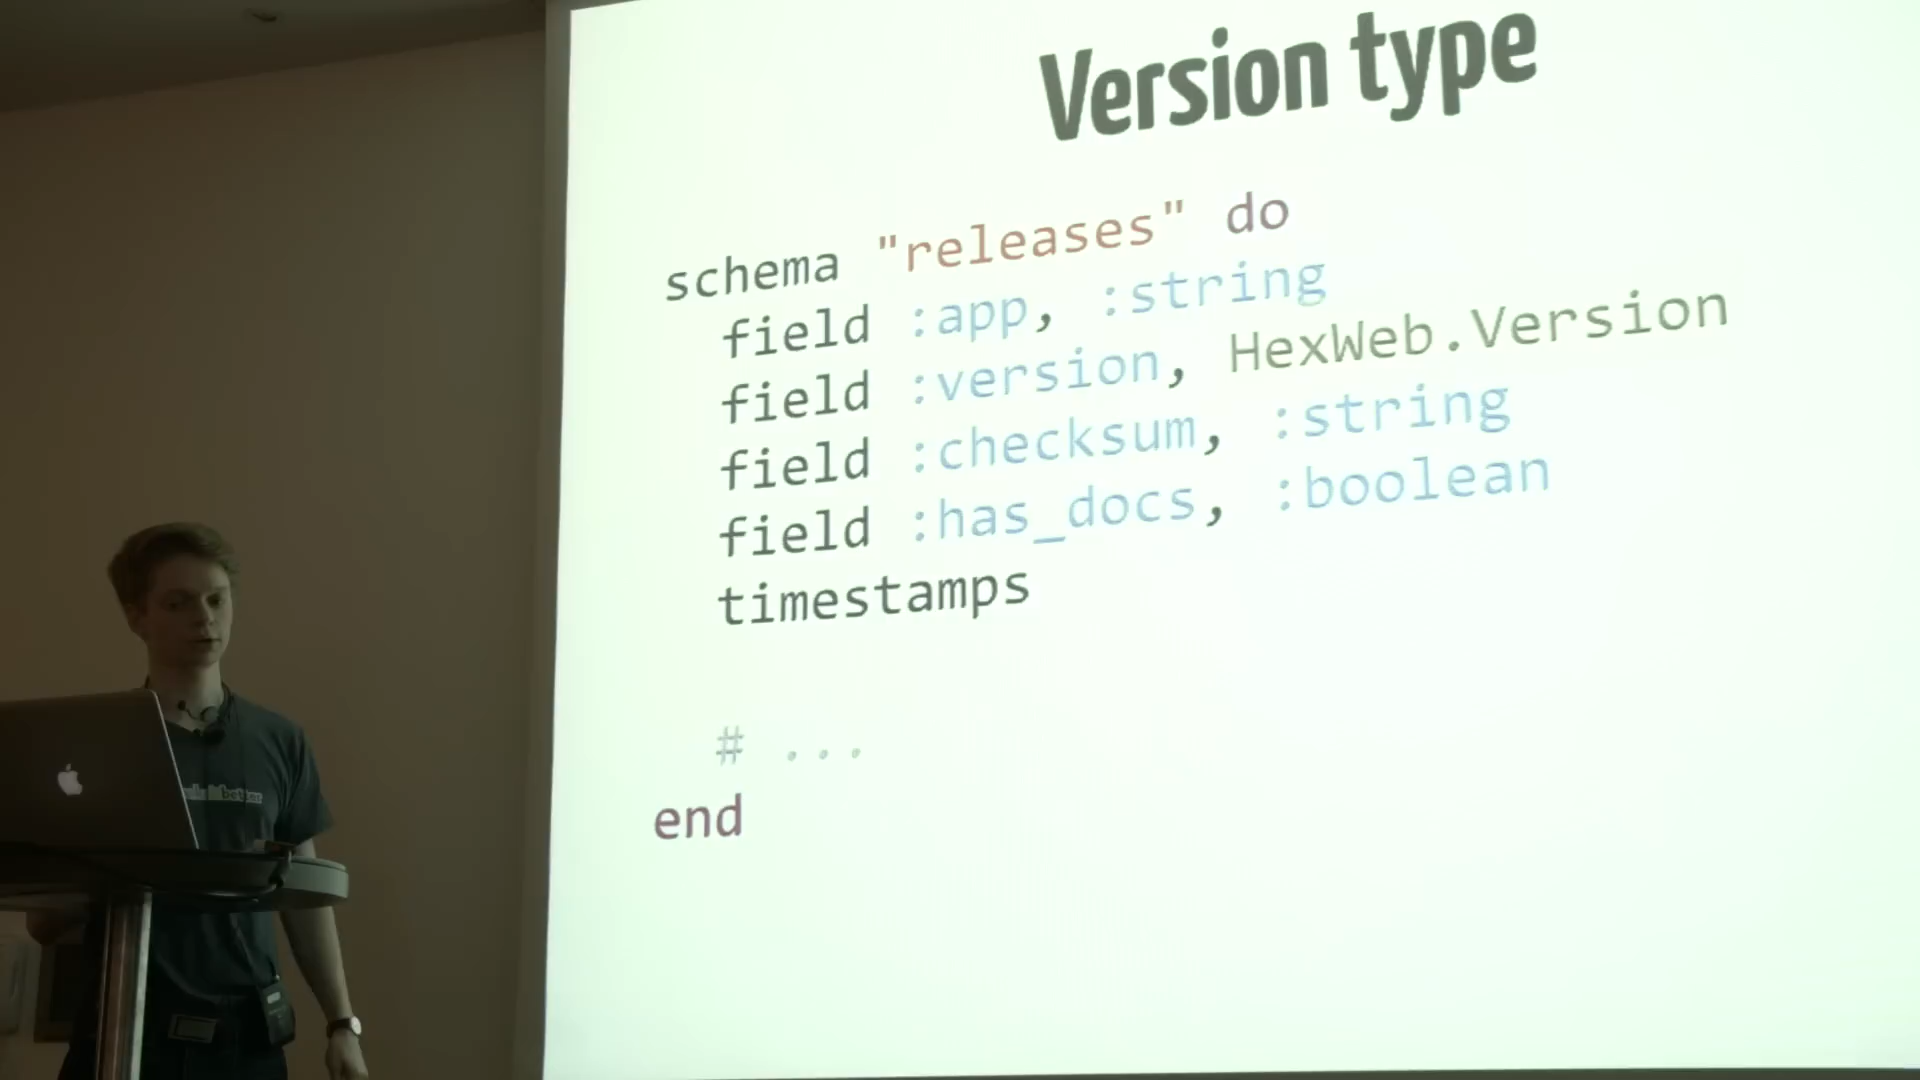 Version type
schema "releases" do
field :app, :string
field :version, HexWeb.Version
field :checksum, :string
field :has_docs, :boolean
timestamps
# ...
end